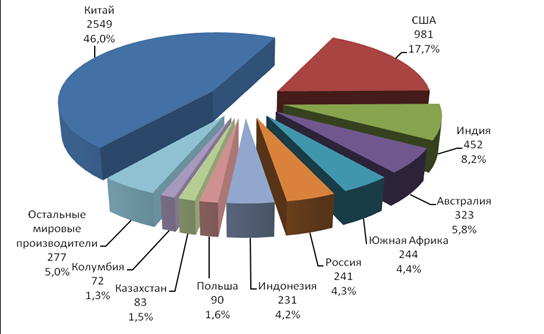 Китай
2549
46,0%
США
981
17,7%
Индия
452
8,2%
Австралия
323
5,8%
Южная Африка
244
4,4%
Россия
241
4,3%
Индонезия
231
4,2%
Польша
90
1,6%
Казахстан
83
1,5%
Колумбия
72
1,3%
Остальные
мировые
производители
277
5,0%